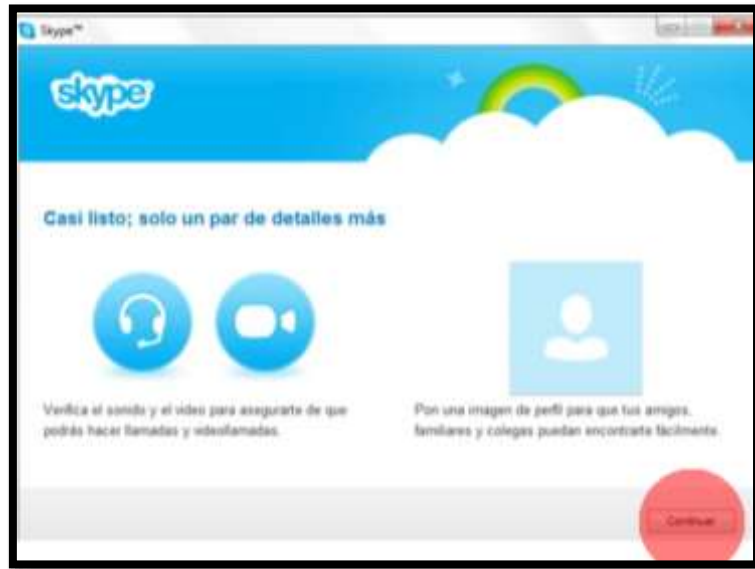 Skype™
skype
Casi listo; solo un par de detalles más
Verifica el sonido y el video para asegurarte de que
podrás hacer llamadas y videollamadas.
Pon una imagen de perfil para que tus amigos,
familiares y colegas puedan encontrarte fácilmente.
Continuar